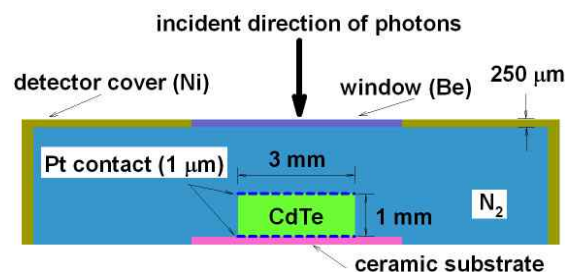 incident direction of photons
detector cover (Ni)
window (Be)
250 μm
Pt contact (1 μm)
3 mm
CdTe
1 mm
N2
ceramic substrate